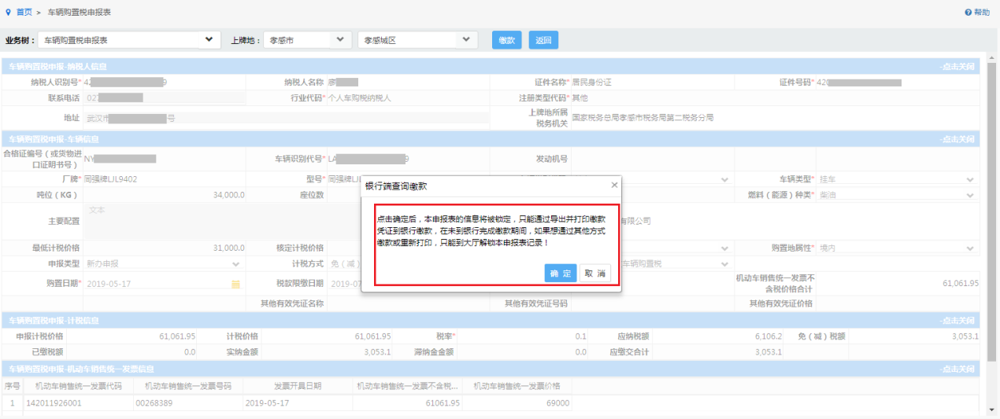 首页 > 车辆购置税申报表
帮助
业务树： 车辆购置税申报表 上牌地： 孝感市 孝感城区 缴款 返回
车辆购置税申报-纳税人信息 -点击关闭
纳税人识别号* 42 9 纳税人名称 廖 证件名称* 居民身份证 证件号码* 420
联系电话 027 行业代码* 个人车购税纳税人 注册类型代码* 其他
地址 武汉市 号 上牌地所属税务机关 国家税务总局孝感市税务局第二税务分局
车辆购置税申报-车辆信息 -点击关闭
合格证编号（或货物进口证明书号） NY 车辆识别代号* LA 9 发动机号
厂牌* 同强牌LJL9402 型号* 同强牌LJL 车辆类型* 挂车
吨位（KG） 34,000.0 座位数 燃料（能源）种类* 柴油
主要配置 文本 有限公司
最低计税价格 31,000.0 核定计税价格 购置地属性* 境内
申报类型 新办申报 计税方式 免（减） 车辆购置税
购置日期* 2019-05-17 税款限缴日期 2019-07 机动车销售统一发票不含税价格合计 61,061.95
其他有效凭证名称 其他有效凭证号码 其他有效凭证价格
银行端查询缴款 ×
点击确定后，本申报表的信息将被锁定，只能通过导出并打印缴款
凭证到银行缴款，在未到银行完成缴款期间，如果想通过其他方式
缴款或重新打印，只能到大厅解锁本申报表记录！
确 定 取 消
车辆购置税申报-计税信息 -点击关闭
申报计税价格 61,061.95 计税价格 61,061.95 税率* 0.1 应纳税额 6,106.2 免（减）税额 3,053.1
已缴税额 0.0 实纳金额 3,053.1 滞纳金金额 0.0 应缴交合计 3,053.1
车辆购置税申报-机动车销售统一发票信息 -点击关闭
序号 机动车销售统一发票代码 机动车销售统一发票号码 发票开具日期 机动车销售统一发票不含税... 机动车销售统一发票价格
1 142011926001 00268389 2019-05-17 61061.95 69000